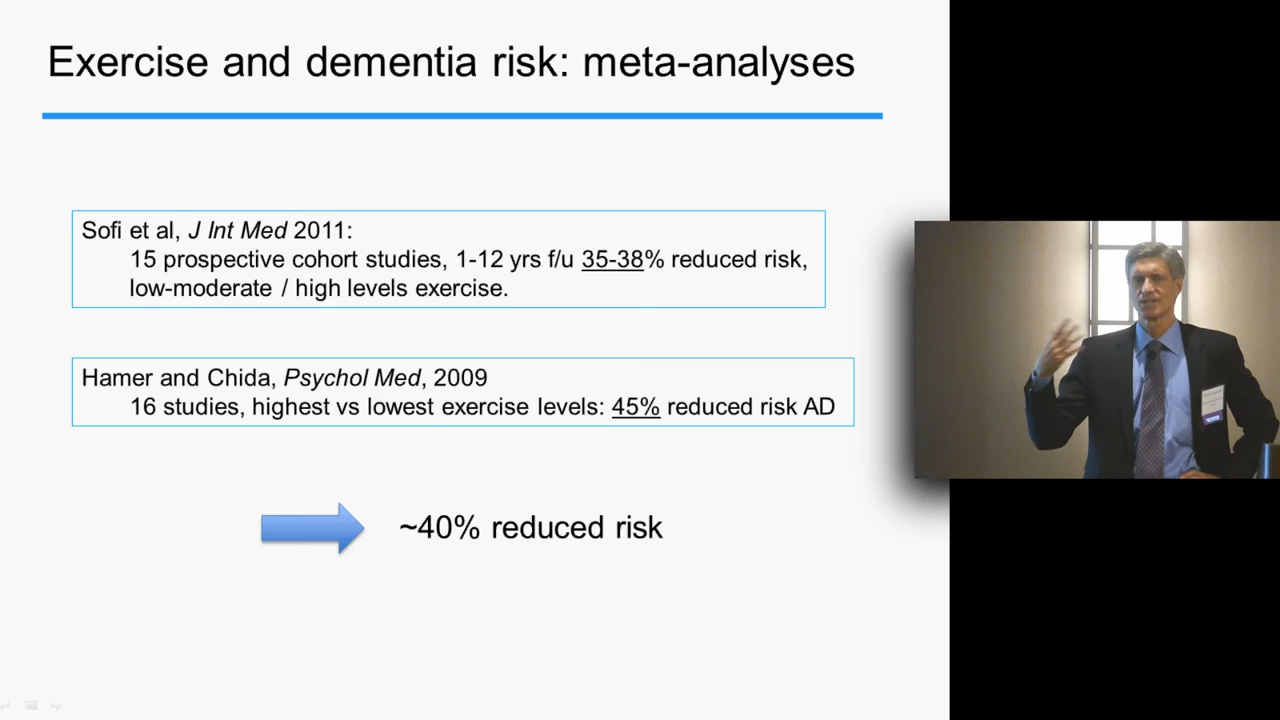 Exercise and dementia risk: meta-analyses
Sofi et al, J Int Med 2011:
15 prospective cohort studies, 1-12 yrs f/u 35-38% reduced risk,
low-moderate / high levels exercise.
Hamer and Chida, Psychol Med, 2009
16 studies, highest vs lowest exercise levels: 45% reduced risk AD
~40% reduced risk